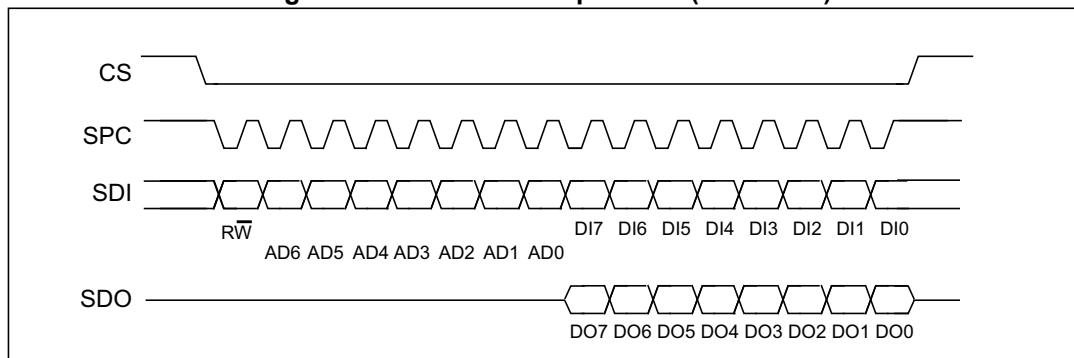 CS
SPC
SDI
RW̅ DI7 DI6 DI5 DI4 DI3 DI2 DI1 DI0
AD6 AD5 AD4 AD3 AD2 AD1 AD0
SDO
DO7 DO6 DO5 DO4 DO3 DO2 DO1 DO0